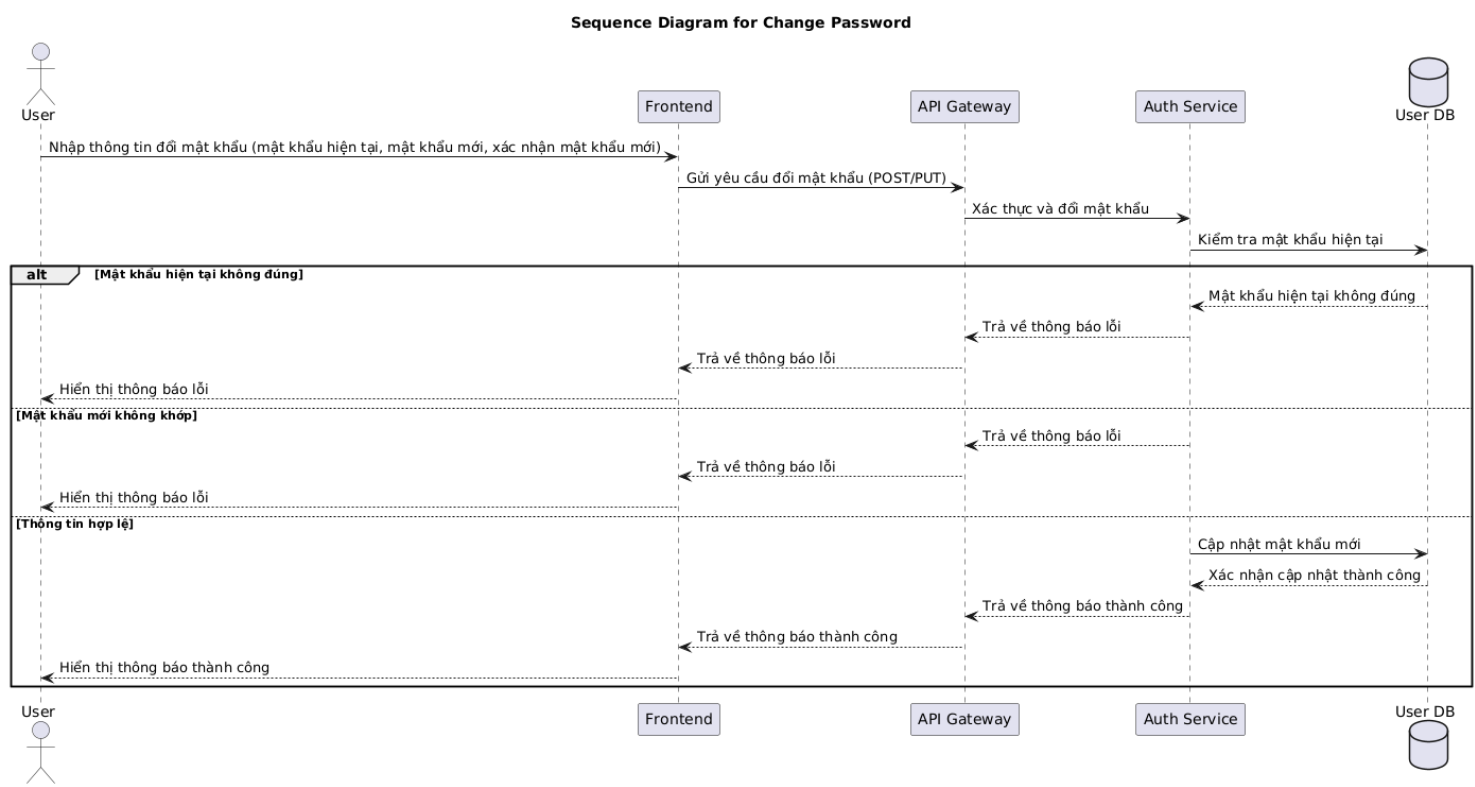 Sequence Diagram for Change Password
User
Frontend
API Gateway
Auth Service
User DB
Nhập thông tin đổi mật khẩu (mật khẩu hiện tại, mật khẩu mới, xác nhận mật khẩu mới)
Gửi yêu cầu đổi mật khẩu (POST/PUT)
Xác thực và đổi mật khẩu
Kiểm tra mật khẩu hiện tại
alt [Mật khẩu hiện tại không đúng]
Mật khẩu hiện tại không đúng
Trả về thông báo lỗi
Trả về thông báo lỗi
Hiển thị thông báo lỗi
[Mật khẩu mới không khớp]
Trả về thông báo lỗi
Trả về thông báo lỗi
Hiển thị thông báo lỗi
[Thông tin hợp lệ]
Cập nhật mật khẩu mới
Xác nhận cập nhật thành công
Trả về thông báo thành công
Trả về thông báo thành công
Hiển thị thông báo thành công
User
Frontend
API Gateway
Auth Service
User DB